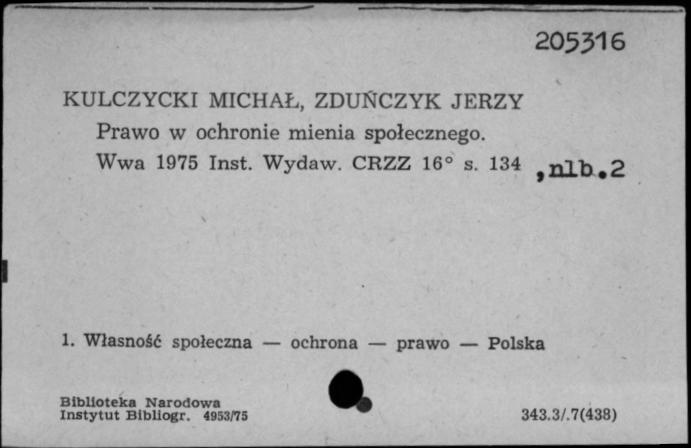 205316
KULCZYCKI MICHAŁ, ZDUŃCZYK JERZY
Prawo w ochronie mienia społecznego.
Wwa 1975 Inst. Wydaw. CRZZ 16° s. 134 ,nlb.2
1. Własność społeczna — ochrona — prawo — Polska
Biblioteka Narodowa
Instytut Bibliogr. 4953/75
343.3/.7(438)